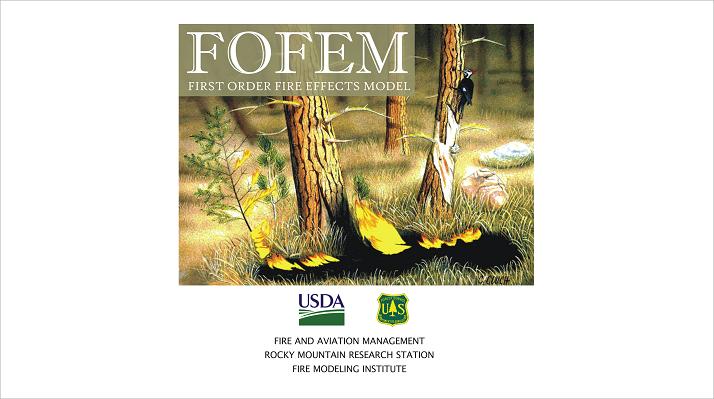 FOFEM
FIRST ORDER FIRE EFFECTS MODEL
USDA
U S
FIRE AND AVIATION MANAGEMENT
ROCKY MOUNTAIN RESEARCH STATION
FIRE MODELING INSTITUTE